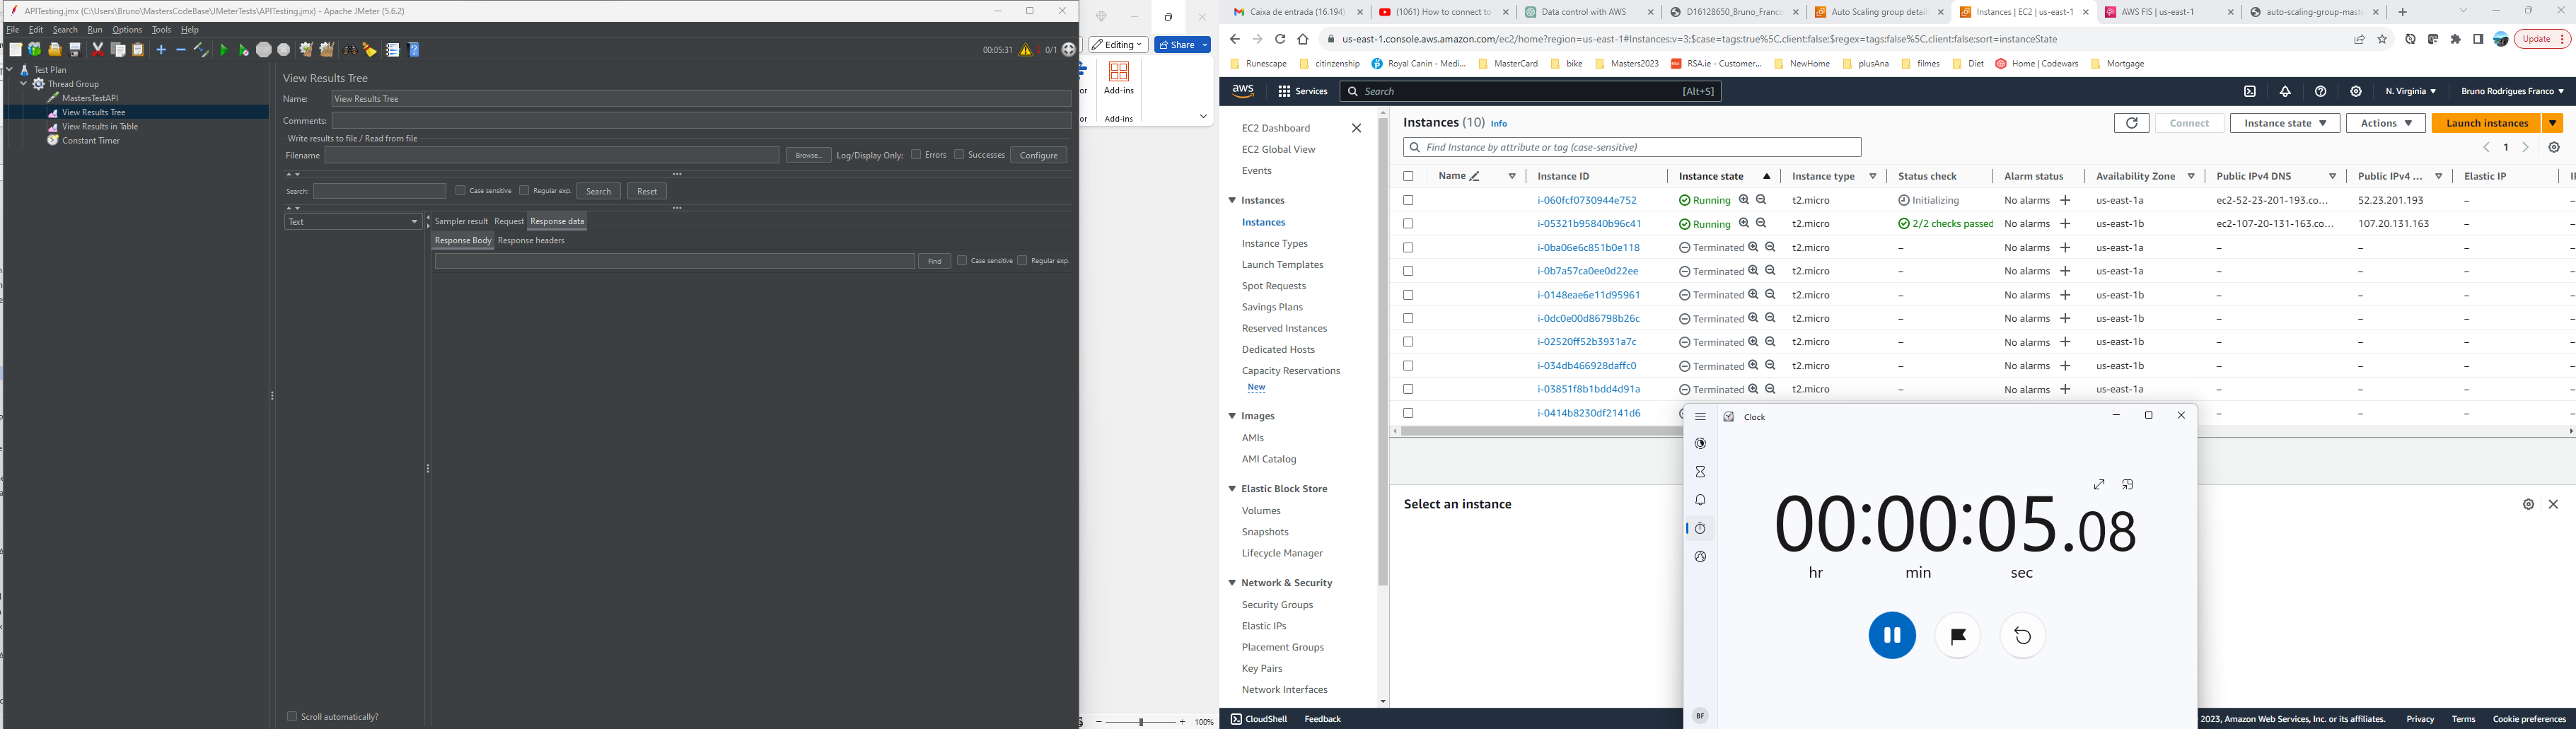 APITesting.jmx (C:\Users\Bruno\MastersCodeBase\JMeterTests\APITesting.jmx) - Apache JMeter (5.6.2)
File Edit Search Run Options Tools Help
00:05:31 0/1
Test Plan
Thread Group
MastersTestAPI
View Results Tree
View Results in Table
Constant Timer
View Results Tree
Name: View Results Tree
Comments:
Write results to file / Read from file
Filename Browse... Log/Display Only: Errors Successes Configure
Search: Case sensitive Regular exp. Search Reset
Text
Sampler result Request Response data
Response Body Response headers
Find Case sensitive Regular exp.
Scroll automatically?
Editing Share
or Add-ins
or Add-ins
100%
Caixa de entrada (16.194) (1061) How to connect to Data control with AWS D16128650_Bruno_Franco Auto Scaling group detail Instances | EC2 | us-east-1 AWS FIS | us-east-1 auto-scaling-group-maste
us-east-1.console.aws.amazon.com/ec2/home?region=us-east-1#Instances:v=3;$case=tags:true%5C,client:false;$regex=tags:false%5C,client:false;sort=instanceState Update
Runescape citinzenship Royal Canin - Medi... MasterCard bike Masters2023 RSA.ie - Customer... NewHome plusAna filmes Diet Home | Codewars Mortgage
aws Services Search [Alt+S] N. Virginia Bruno Rodrigues Franco
EC2 Dashboard
EC2 Global View
Events
Instances
Instances
Instance Types
Launch Templates
Spot Requests
Savings Plans
Reserved Instances
Dedicated Hosts
Capacity Reservations
New
Images
AMIs
AMI Catalog
Elastic Block Store
Volumes
Snapshots
Lifecycle Manager
Network & Security
Security Groups
Elastic IPs
Placement Groups
Key Pairs
Network Interfaces
Instances (10) Info Connect Instance state Actions Launch instances
Find Instance by attribute or tag (case-sensitive) 1
Name Instance ID Instance state Instance type Status check Alarm status Availability Zone Public IPv4 DNS Public IPv4 ... Elastic IP
i-060fcf0730944e752 Running t2.micro Initializing No alarms + us-east-1a ec2-52-23-201-193.co... 52.23.201.193 –
i-05321b95840b96c41 Running t2.micro 2/2 checks passed No alarms + us-east-1b ec2-107-20-131-163.co... 107.20.131.163 –
i-0ba06e6c851b0e118 Terminated t2.micro – No alarms + us-east-1a – – –
i-0b7a57ca0ee0d22ee Terminated t2.micro – No alarms + us-east-1a – – –
i-0148eae6e11d95961 Terminated t2.micro – No alarms + us-east-1b – – –
i-0dc0e00d86798b26c Terminated t2.micro – No alarms + us-east-1b – – –
i-02520ff52b3931a7c Terminated t2.micro – No alarms + us-east-1b – – –
i-034db466928daffc0 Terminated t2.micro – No alarms + us-east-1b – – –
i-03851f8b1bdd4d91a Terminated t2.micro – No alarms + us-east-1a – – –
i-0414b8230df2141d6 – – –
Select an instance
Clock
00:00:05.08
hr min sec
BF
CloudShell Feedback 2023, Amazon Web Services, Inc. or its affiliates. Privacy Terms Cookie preferences